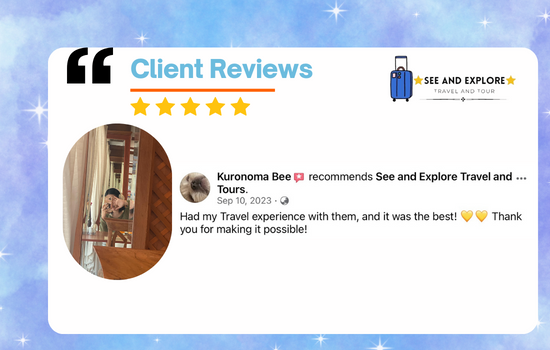 Client Reviews
SEE AND EXPLORE
TRAVEL AND TOUR
Kuronoma Bee recommends See and Explore Travel and
Tours.
Sep 10, 2023 ·
Had my Travel experience with them, and it was the best! 💛💛 Thank
you for making it possible!